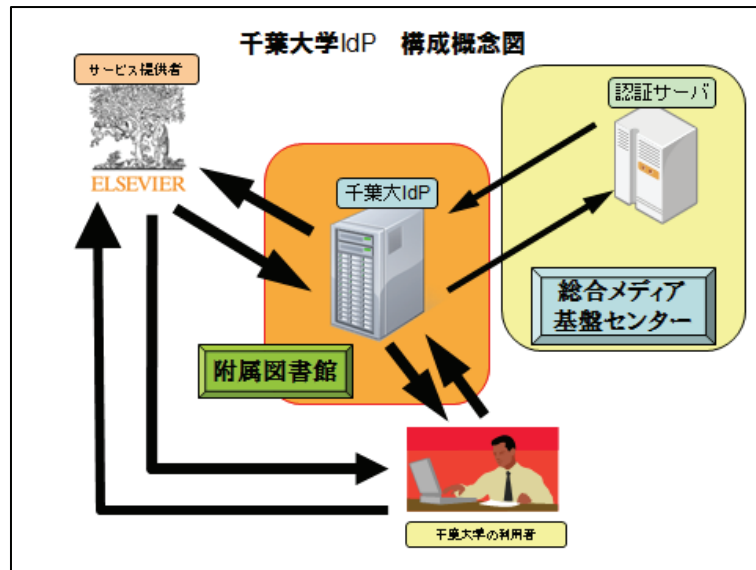 千葉大学IdP 構成概念図
サービス提供者
ELSEVIER
千葉大IdP
認証サーバ
総合メディア
基盤センター
附属図書館
千葉大学の利用者